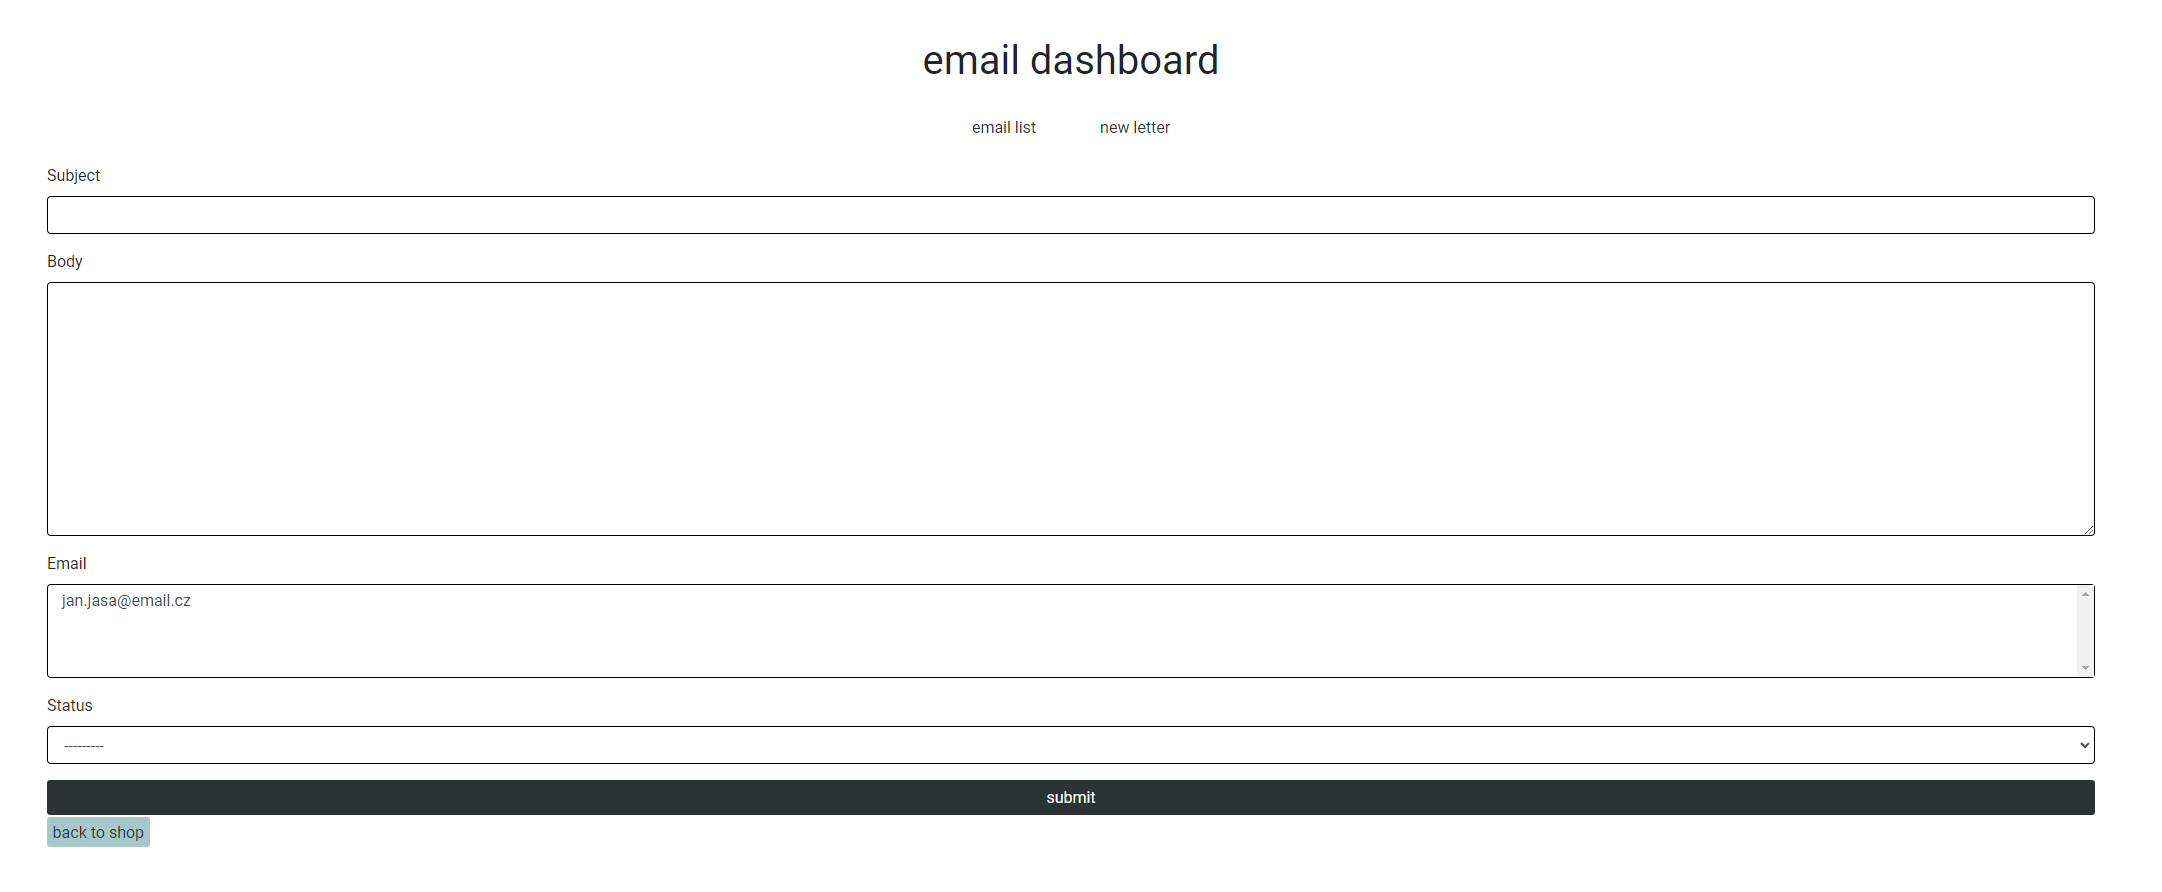 email dashboard
email list new letter
Subject
Body
Email
jan.jasa@email.cz
Status
---------
submit
back to shop